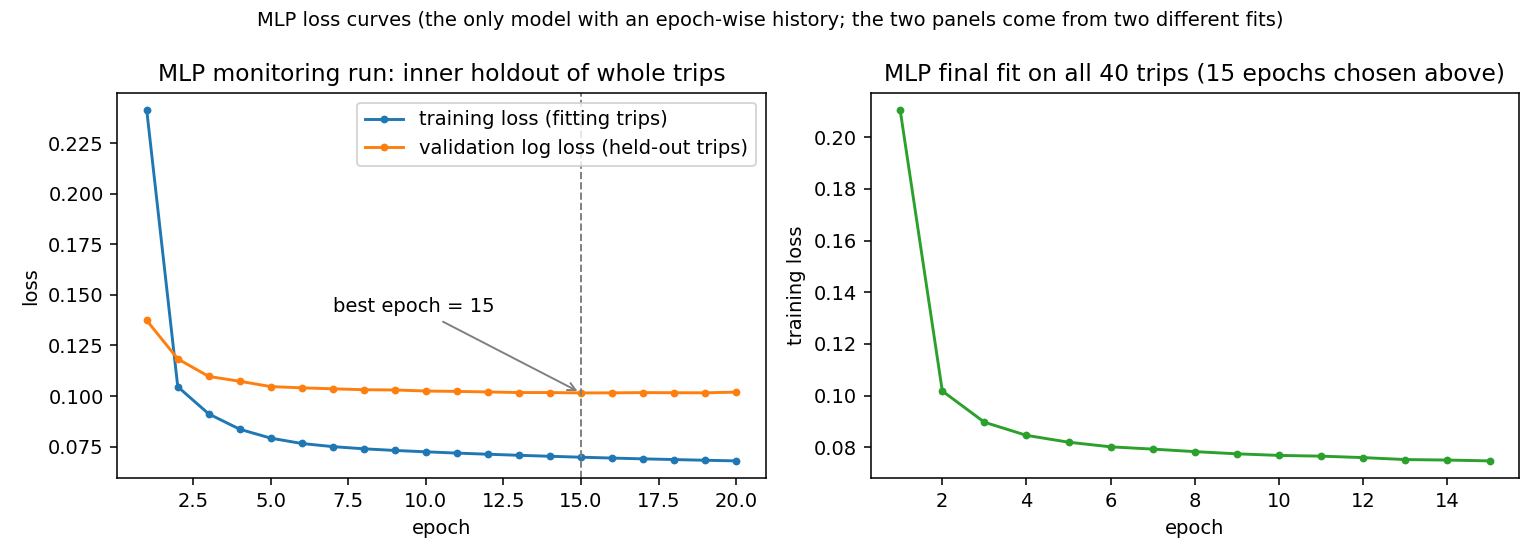 MLP loss curves (the only model with an epoch-wise history; the two panels come from two different fits)
MLP monitoring run: inner holdout of whole trips
training loss (fitting trips)
validation log loss (held-out trips)
best epoch = 15
loss
0.225
0.200
0.175
0.150
0.125
0.100
0.075
2.5 5.0 7.5 10.0 12.5 15.0 17.5 20.0
epoch
MLP final fit on all 40 trips (15 epochs chosen above)
training loss
0.20
0.18
0.16
0.14
0.12
0.10
0.08
2 4 6 8 10 12 14
epoch